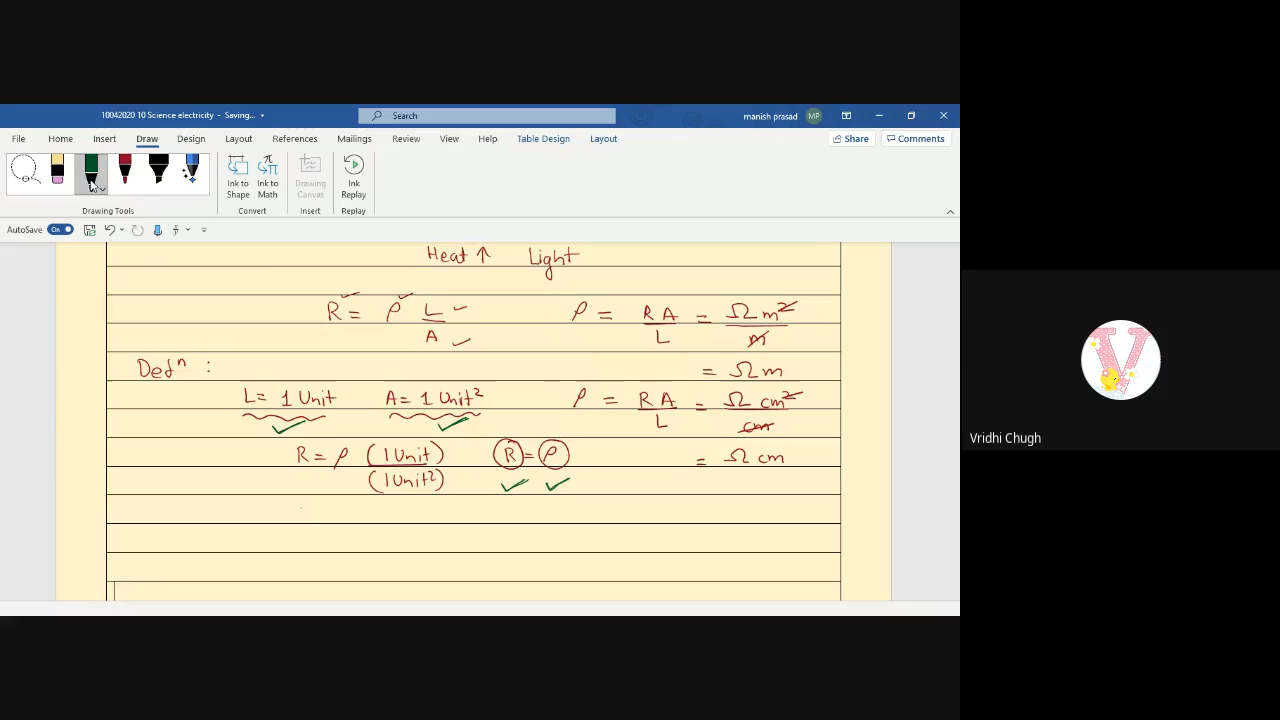 10042020 10 Science electricity - Saving...
Search
manish prasad MP
File Home Insert Draw Design Layout References Mailings Review View Help Table Design Layout
Share Comments
Ink to Shape Ink to Math Drawing Canvas Ink Replay
Drawing Tools Convert Insert Replay
AutoSave On
Heat ↑ Light
R = ρ L/A ρ = RA/L = Ω m²/m
Defⁿ : = Ω m
L = 1 Unit A = 1 Unit² ρ = RA/L = Ω cm²/cm
R = ρ (1 Unit)/(1 Unit²) R = ρ = Ω cm
Vridhi Chugh